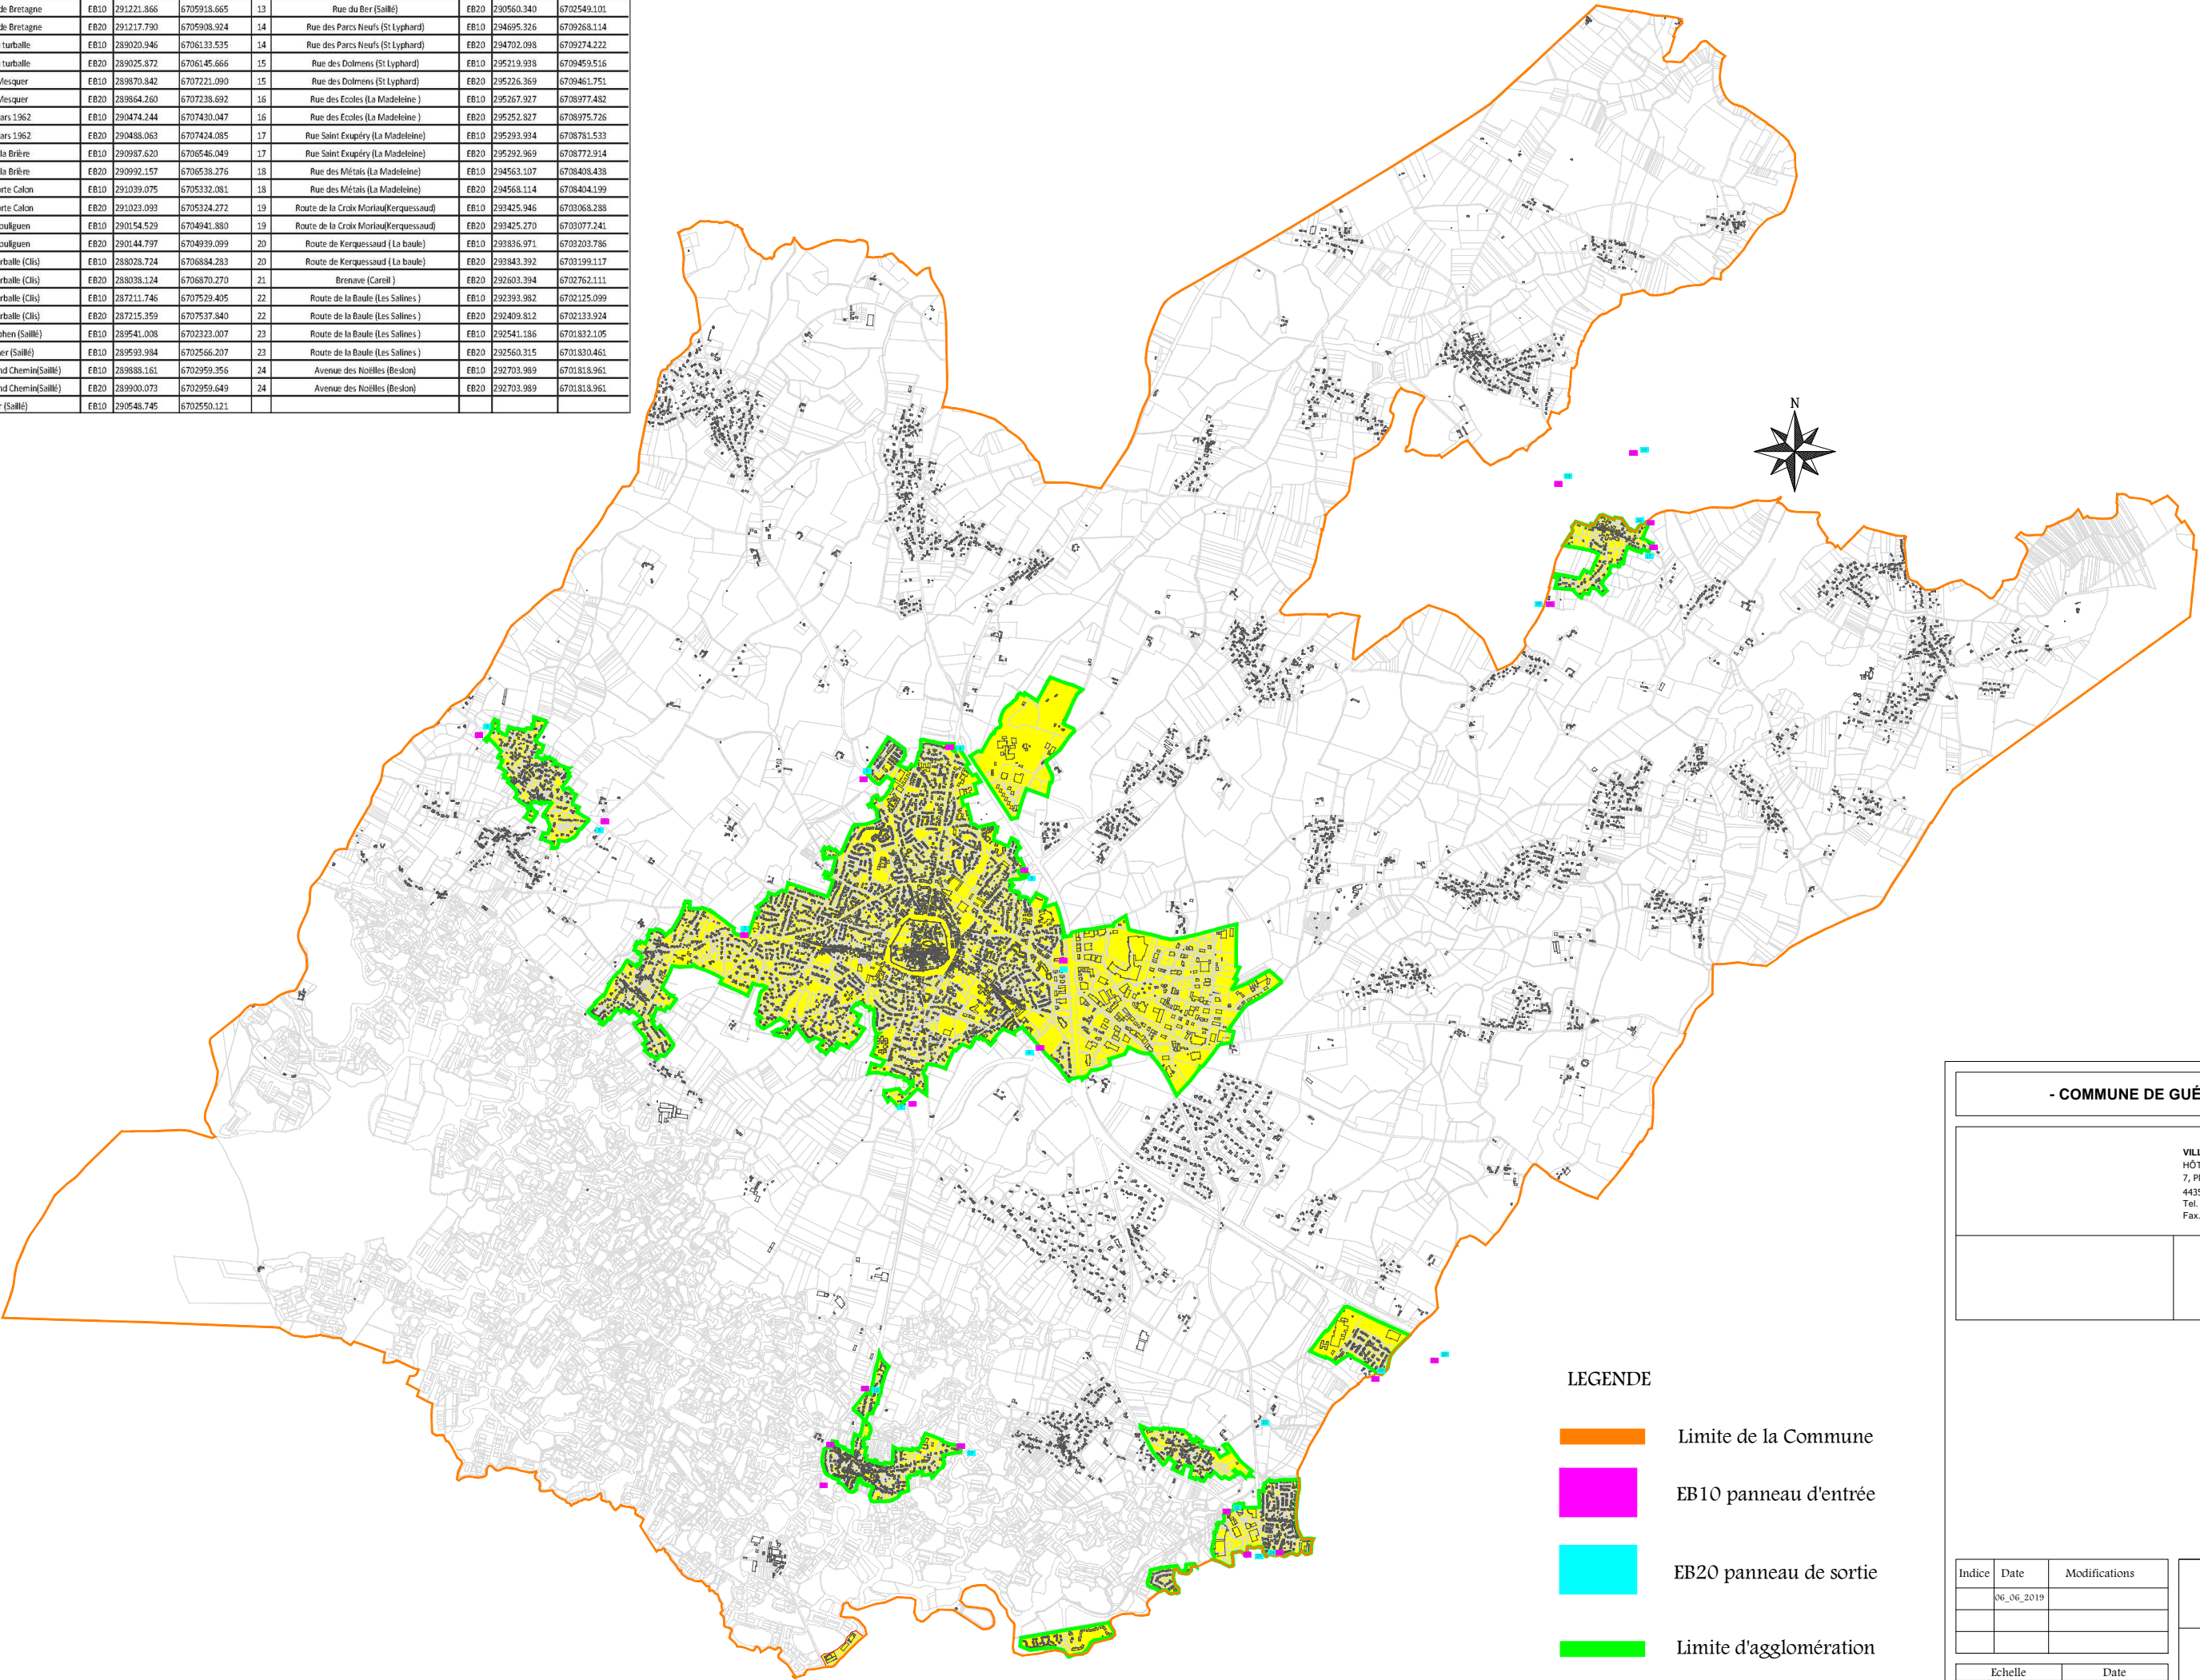 de Bretagne EB10 291221.866 6705918.665 13 Rue du Ber (Saillé) EB20 290560.340 6702549.101
de Bretagne EB20 291217.790 6705908.924 14 Rue des Parcs Neufs (St Lyphard) EB10 294695.326 6709268.114
turballe EB10 289020.946 6706133.535 14 Rue des Parcs Neufs (St Lyphard) EB20 294702.098 6709274.222
turballe EB20 289025.872 6706145.666 15 Rue des Dolmens (St Lyphard) EB10 295219.938 6709459.516
Mesquer EB10 289870.842 6707221.090 15 Rue des Dolmens (St Lyphard) EB20 295226.369 6709461.751
Mesquer EB20 289864.260 6707238.692 16 Rue des Ecoles (La Madeleine ) EB10 295267.927 6708977.482
ars 1962 EB10 290474.244 6707430.047 16 Rue des Ecoles (La Madeleine ) EB20 295252.827 6708975.726
ars 1962 EB20 290488.063 6707424.085 17 Rue Saint Exupéry (La Madeleine) EB10 295293.934 6708781.533
la Brière EB10 290987.620 6706546.049 17 Rue Saint Exupéry (La Madeleine) EB20 295292.969 6708772.914
la Brière EB20 290992.157 6706538.276 18 Rue des Métais (La Madeleine) EB10 294563.107 6708408.438
rte Calon EB10 291039.075 6705332.081 18 Rue des Métais (La Madeleine) EB20 294568.114 6708404.199
rte Calon EB20 291023.093 6705324.272 19 Route de la Croix Moriau(Kerquessaud) EB10 293425.946 6703068.288
puliguen EB10 290154.529 6704941.880 19 Route de la Croix Moriau(Kerquessaud) EB20 293425.270 6703077.241
puliguen EB20 290144.797 6704939.099 20 Route de Kerquessaud ( La baule) EB10 293836.971 6703203.786
rballe (Clis) EB10 288028.724 6706884.283 20 Route de Kerquessaud ( La baule) EB20 293843.392 6703199.117
rballe (Clis) EB20 288038.124 6706870.270 21 Brenave (Careil ) EB20 292603.394 6702762.111
rballe (Clis) EB10 287211.746 6707529.405 22 Route de la Baule (Les Salines ) EB10 292393.982 6702125.099
rballe (Clis) EB20 287215.359 6707537.840 22 Route de la Baule (Les Salines ) EB20 292409.812 6702133.924
phen (Saillé) EB10 289541.008 6702323.007 23 Route de la Baule (Les Salines ) EB10 292541.186 6701832.105
er (Saillé) EB10 289593.984 6702566.207 23 Route de la Baule (Les Salines ) EB20 292560.315 6701830.461
nd Chemin(Saillé) EB10 289888.161 6702959.356 24 Avenue des Noëlles (Beslon) EB10 292703.989 6701818.961
nd Chemin(Saillé) EB20 289900.073 6702959.649 24 Avenue des Noëlles (Beslon) EB20 292703.989 6701818.961
r (Saillé) EB10 290548.745 6702550.121
N
- COMMUNE DE GUÉ
VILL
HÔT
7, Pl
4435
Tel.
Fax.
LEGENDE
Limite de la Commune
EB10 panneau d'entrée
EB20 panneau de sortie
Limite d'agglomération
Indice Date Modifications
06_06_2019
Echelle Date